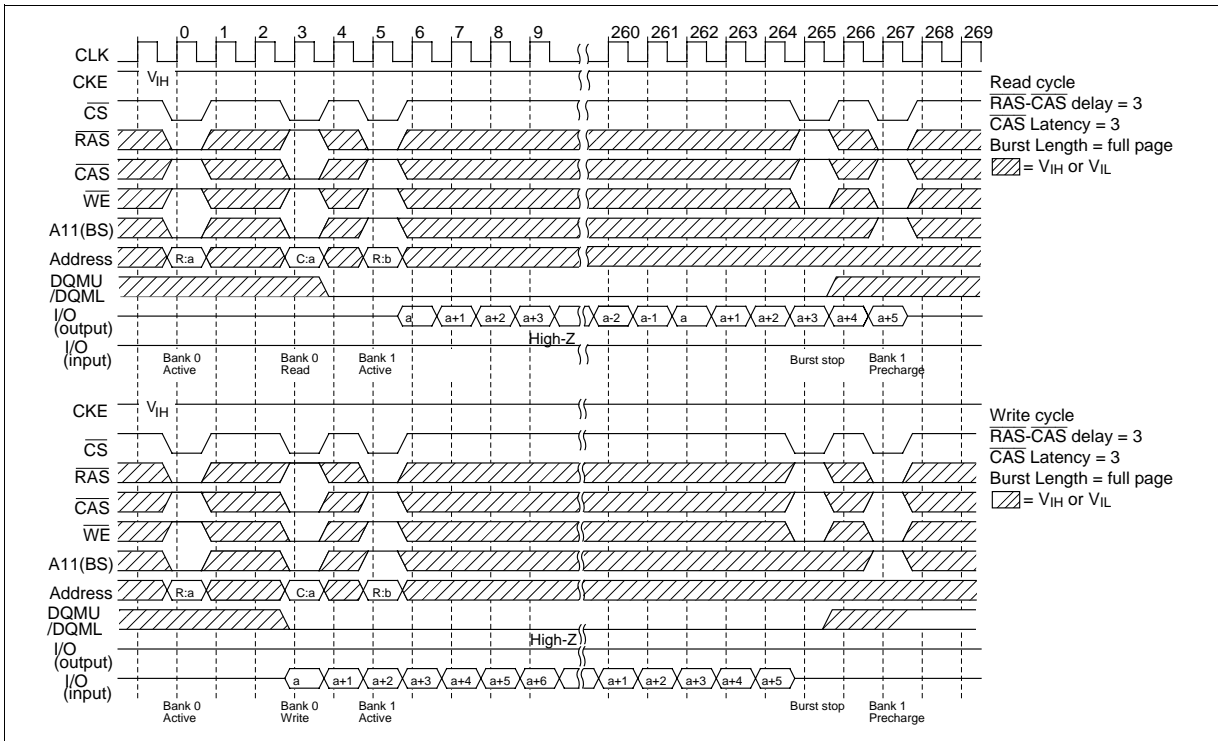 0 1 2 3 4 5 6 7 8 9 260 261 262 263 264 265 266 267 268 269
CLK
CKE VIH
CS
RAS
CAS
WE
A11(BS)
Address R:a C:a R:b
DQMU
/DQML
I/O
(output) a a+1 a+2 a+3 a-2 a-1 a a+1 a+2 a+3 a+4 a+5
High-Z
I/O
(input)
Bank 0
Active
Bank 0
Read
Bank 1
Active
Burst stop
Bank 1
Precharge
Read cycle
RAS-CAS delay = 3
CAS Latency = 3
Burst Length = full page
= VIH or VIL
CKE VIH
CS
RAS
CAS
WE
A11(BS)
Address R:a C:a R:b
DQMU
/DQML
High-Z
I/O
(output)
I/O
(input) a a+1 a+2 a+3 a+4 a+5 a+6 a+1 a+2 a+3 a+4 a+5
Bank 0
Active
Bank 0
Write
Bank 1
Active
Burst stop
Bank 1
Precharge
Write cycle
RAS-CAS delay = 3
CAS Latency = 3
Burst Length = full page
= VIH or VIL